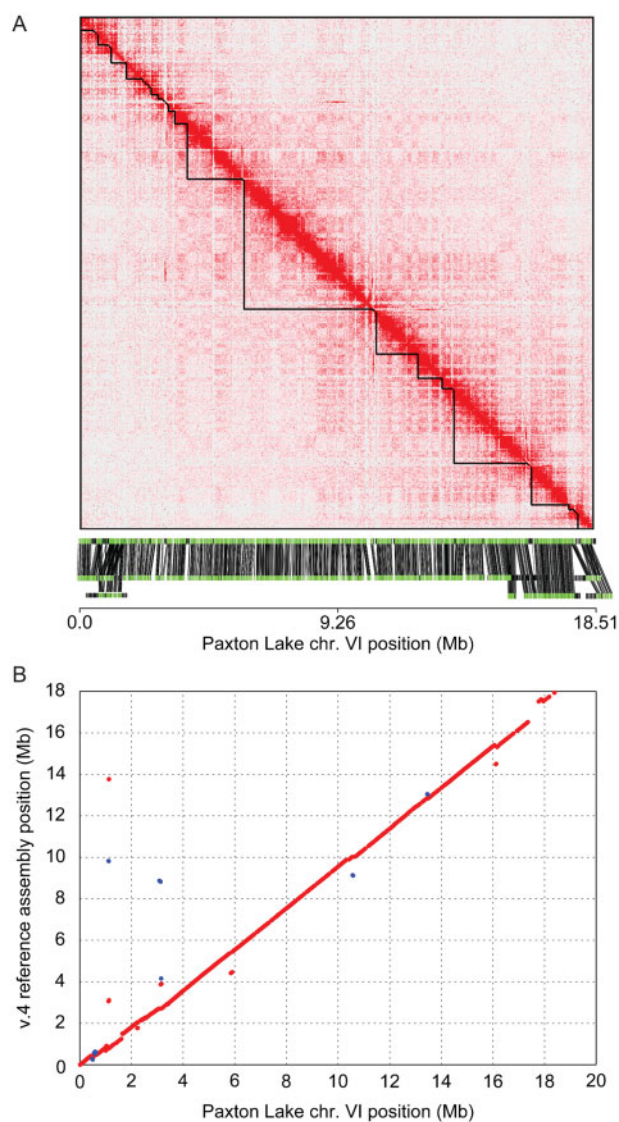 A
0.0 9.26 18.51
Paxton Lake chr. VI position (Mb)
B
18
16
14
12
10
8
6
4
2
0
v.4 reference assembly position (Mb)
0 2 4 6 8 10 12 14 16 18 20
Paxton Lake chr. VI position (Mb)